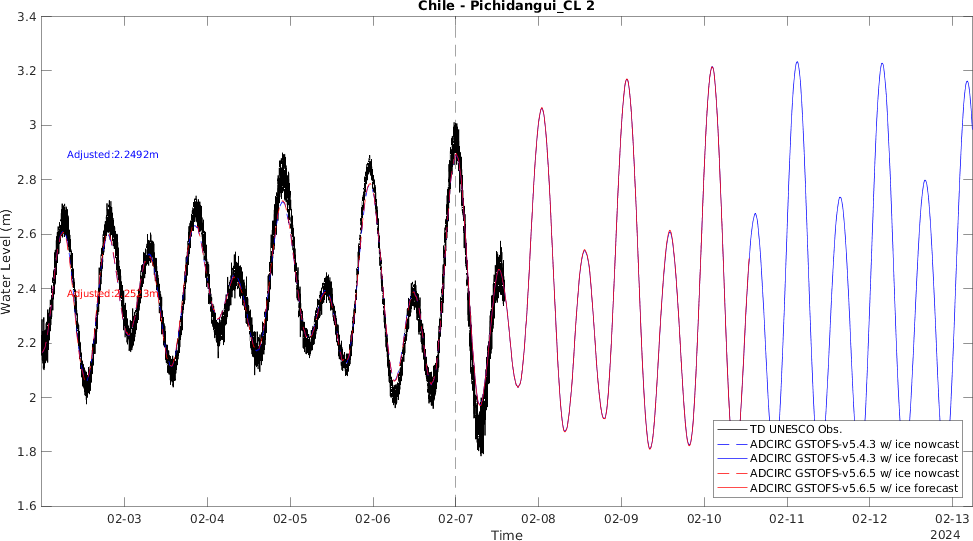 Chile - Pichidangui_CL 2
3.4
3.2
3
2.8
2.6
2.4
2.2
2
1.8
1.6
Water Level (m)
Adjusted:2.2492m
Adjusted:2.2533m
TD UNESCO Obs.
ADCIRC GSTOFS-v5.4.3 w/ ice nowcast
ADCIRC GSTOFS-v5.4.3 w/ ice forecast
ADCIRC GSTOFS-v5.6.5 w/ ice nowcast
ADCIRC GSTOFS-v5.6.5 w/ ice forecast
02-03
02-04
02-05
02-06
02-07
02-08
02-09
02-10
02-11
02-12
02-13
Time
2024